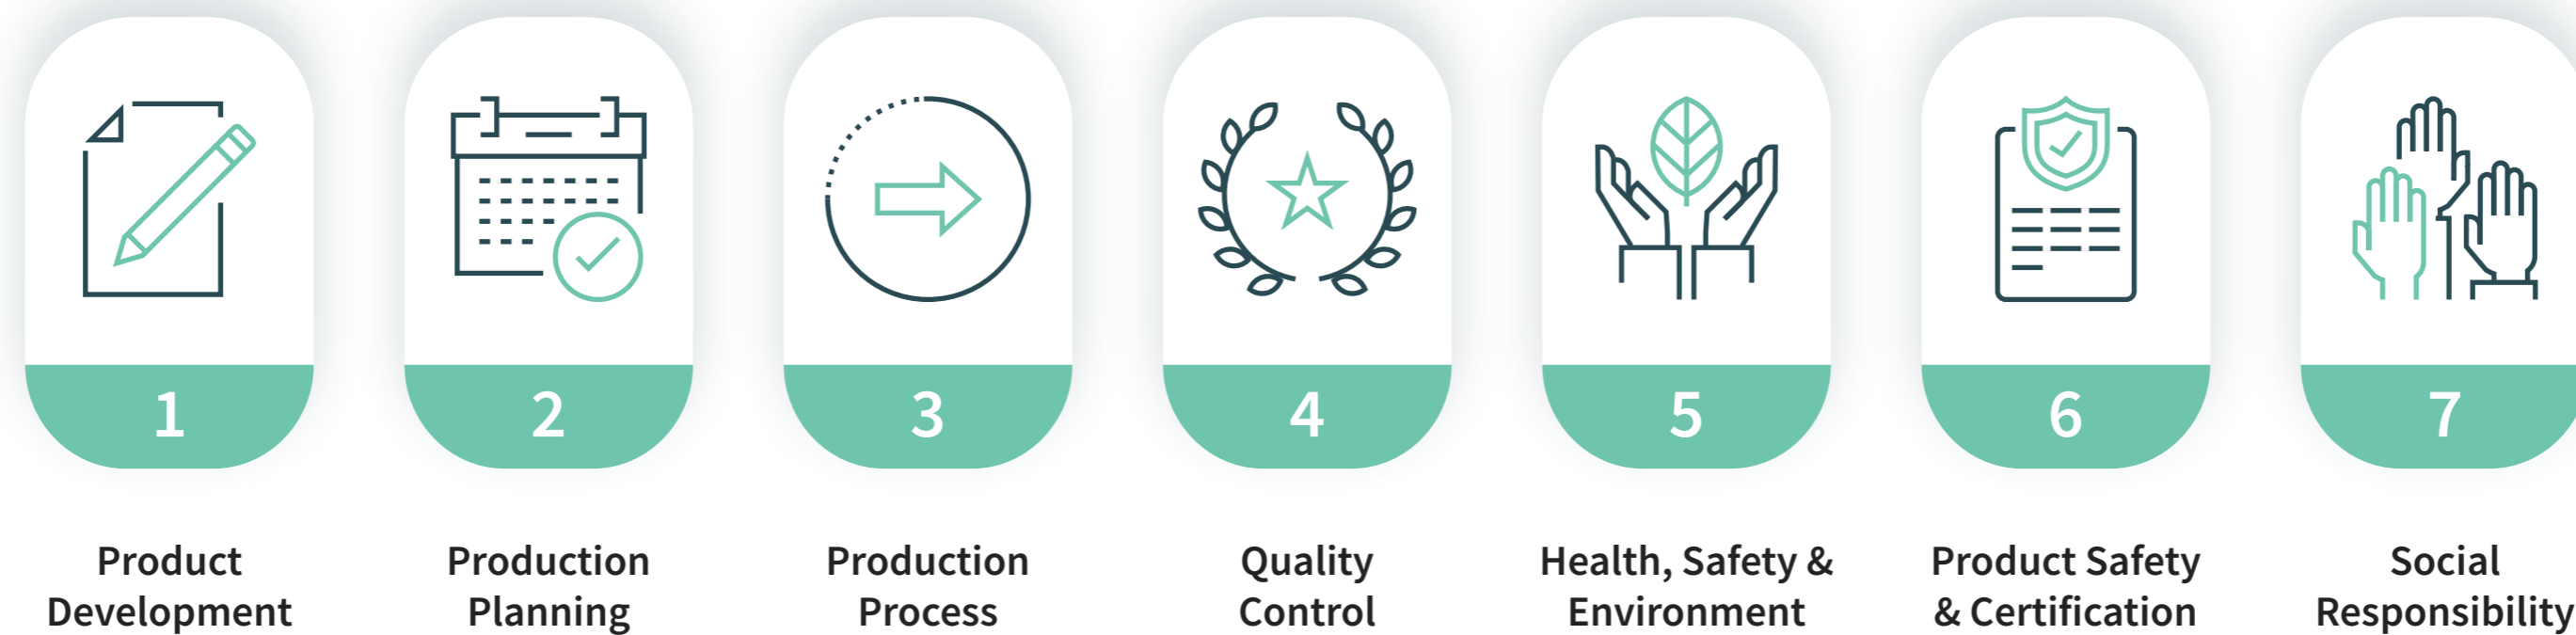 1
2
3
4
5
6
7
Product
Development
Production
Planning
Production
Process
Quality
Control
Health, Safety &
Environment
Product Safety
& Certification
Social
Responsibility